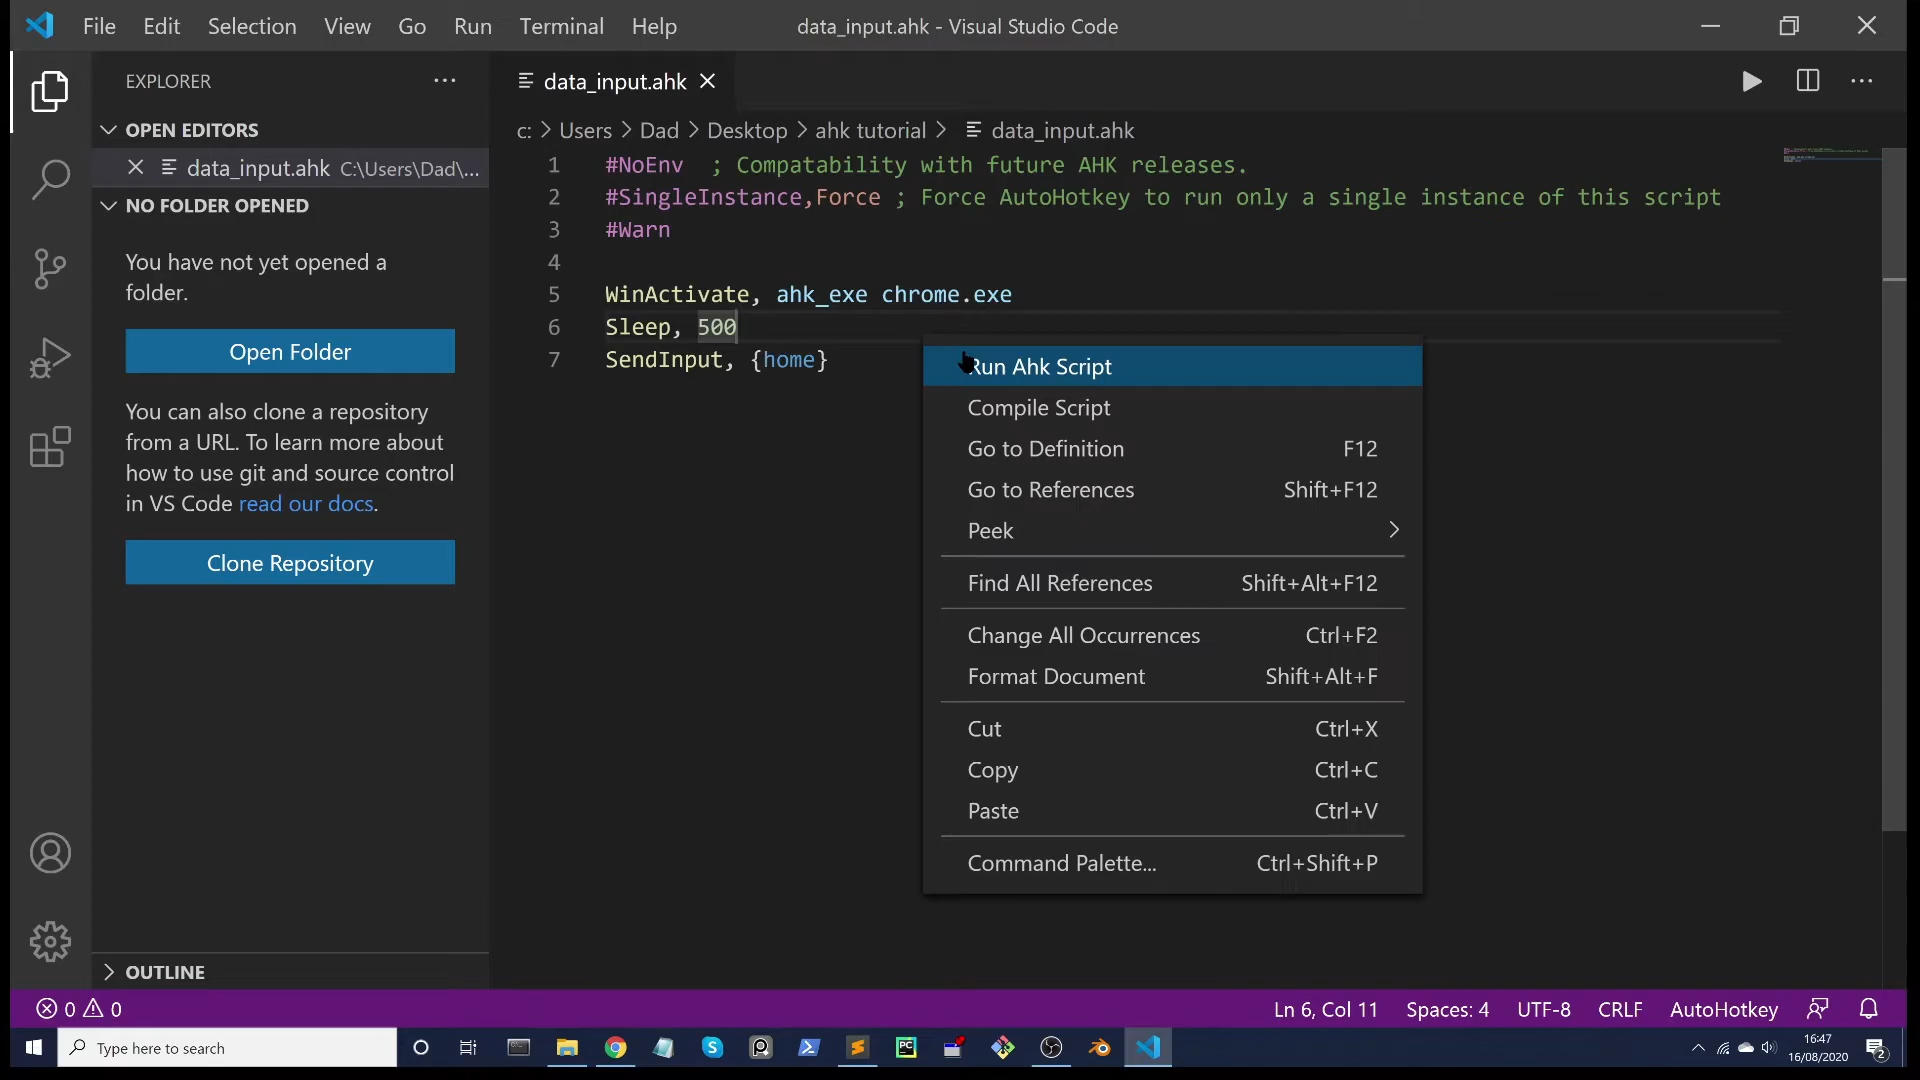 File Edit Selection View Go Run Terminal Help data_input.ahk - Visual Studio Code
EXPLORER
OPEN EDITORS
data_input.ahk C:\Users\Dad\...
NO FOLDER OPENED
You have not yet opened a
folder.
Open Folder
You can also clone a repository
from a URL. To learn more about
how to use git and source control
in VS Code read our docs.
Clone Repository
OUTLINE
data_input.ahk
c: > Users > Dad > Desktop > ahk tutorial > data_input.ahk
1 #NoEnv ; Compatability with future AHK releases.
2 #SingleInstance,Force ; Force AutoHotkey to run only a single instance of this script
3 #Warn
4
5 WinActivate, ahk_exe chrome.exe
6 Sleep, 500
7 SendInput, {home}
Run Ahk Script
Compile Script
Go to Definition F12
Go to References Shift+F12
Peek
Find All References Shift+Alt+F12
Change All Occurrences Ctrl+F2
Format Document Shift+Alt+F
Cut Ctrl+X
Copy Ctrl+C
Paste Ctrl+V
Command Palette... Ctrl+Shift+P
0 0 Ln 6, Col 11 Spaces: 4 UTF-8 CRLF AutoHotkey
Type here to search
16:47
16/08/2020
2